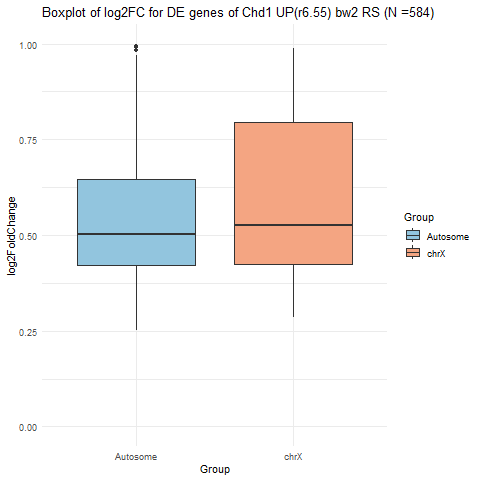 Boxplot of log2FC for DE genes of Chd1 UP(r6.55) bw2 RS (N =584)
1.00
0.75
0.50
0.25
0.00
log2FoldChange
Autosome
chrX
Group
Group
Autosome
chrX